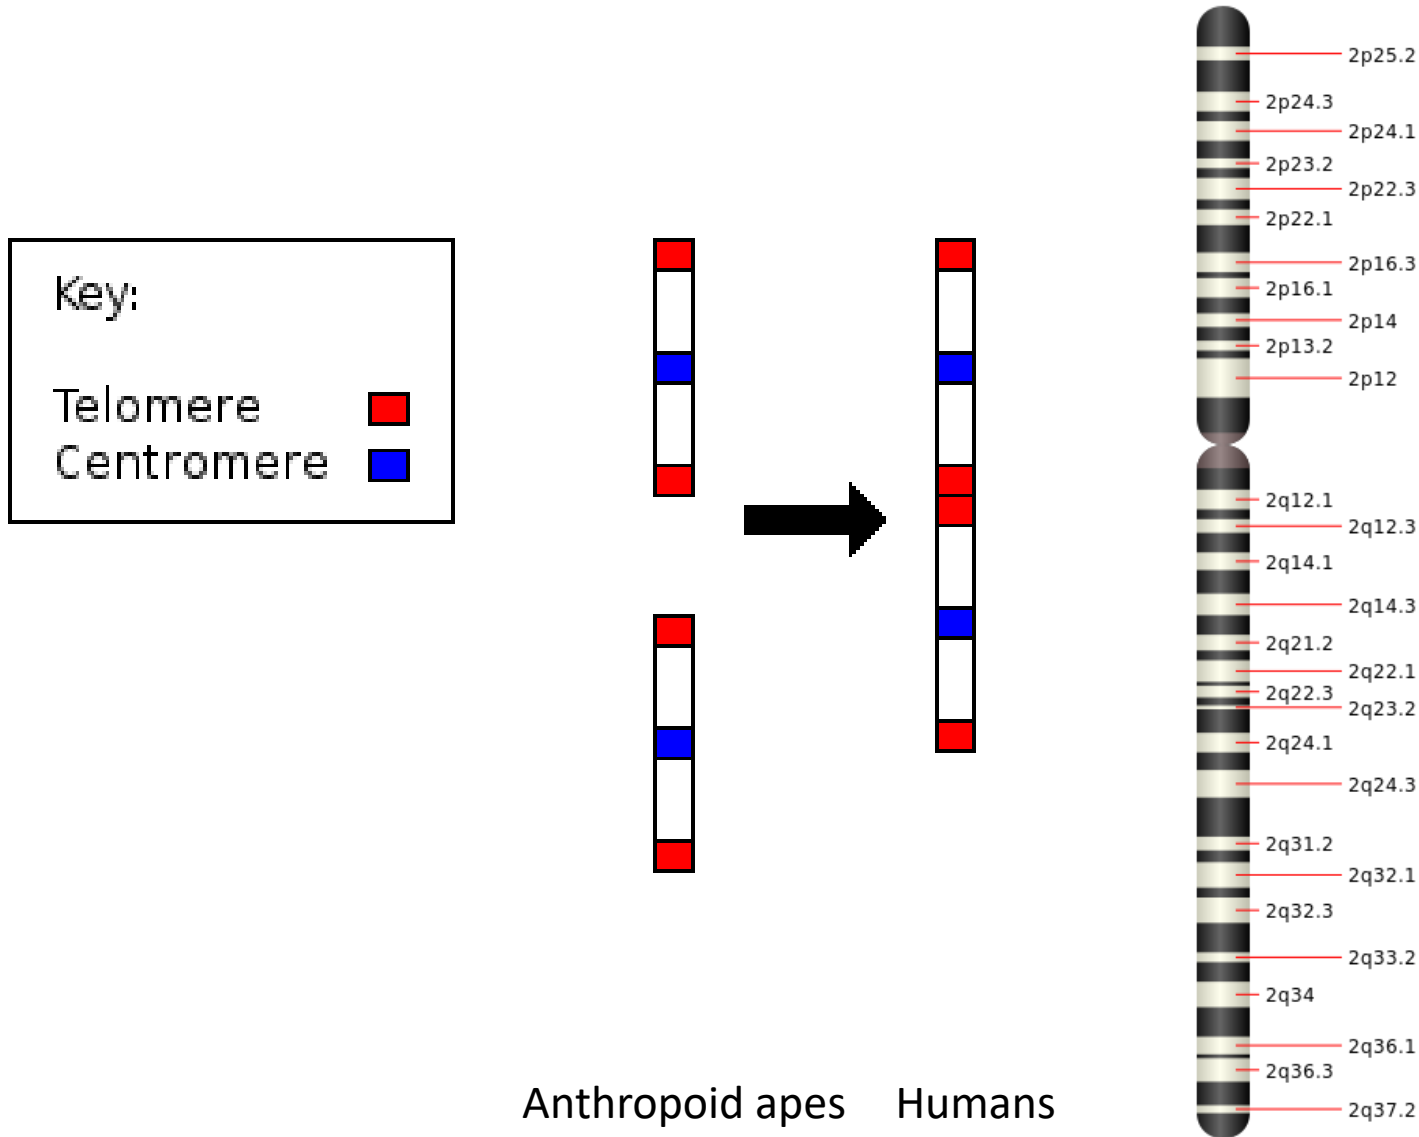 Key:
Telomere
Centromere
Anthropoid apes
Humans
2p25.2
2p24.3
2p24.1
2p23.2
2p22.3
2p22.1
2p16.3
2p16.1
2p14
2p13.2
2p12
2q12.1
2q12.3
2q14.1
2q14.3
2q21.2
2q22.1
2q22.3
2q23.2
2q24.1
2q24.3
2q31.2
2q32.1
2q32.3
2q33.2
2q34
2q36.1
2q36.3
2q37.2